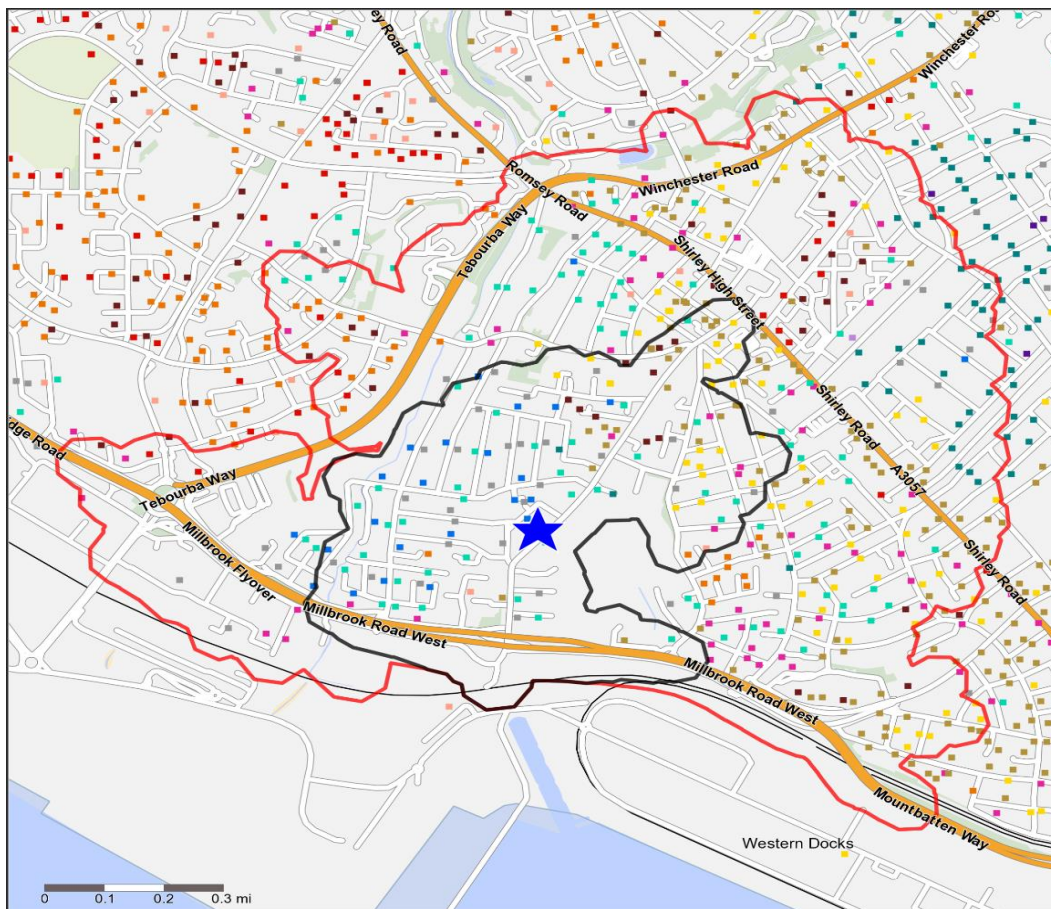 msey Road
Winchester Ro
Romsey Road
Winchester Road
Tebourba Way
Shirley High Street
Shirley Road
A3057
Shirley Road
idge Road
Tebourba Way
Millbrook Flyover
Millbrook Road West
Millbrook Road West
Mountbatten Way
Western Docks
0 0.1 0.2 0.3 mi